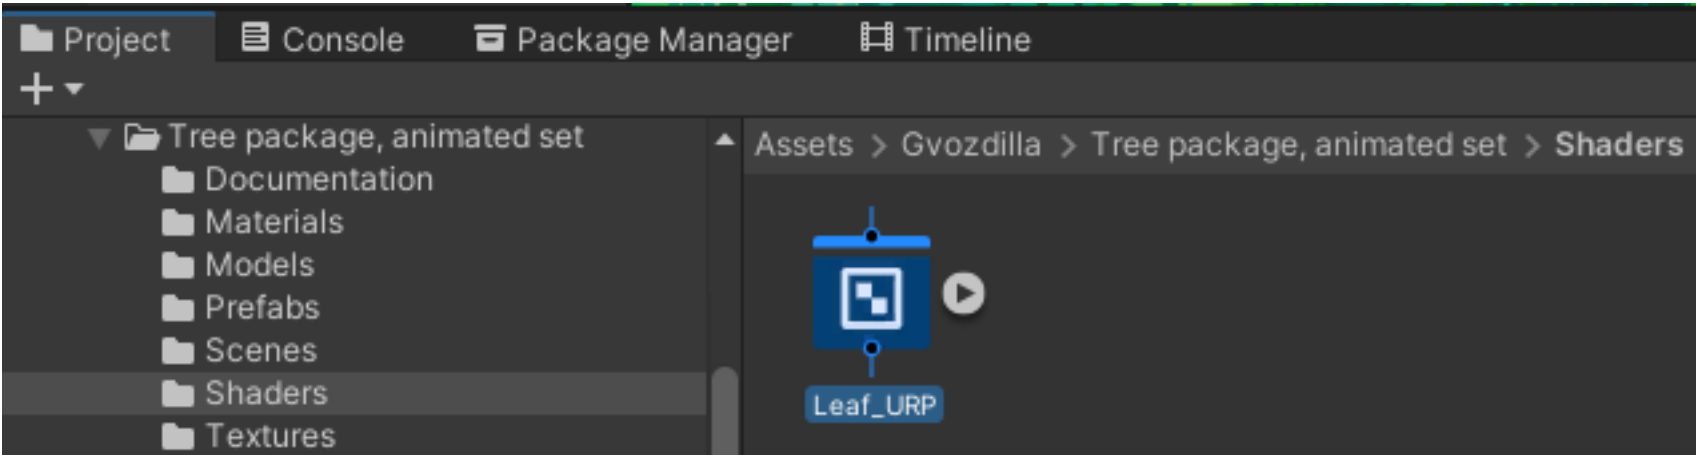 Project Console Package Manager Timeline
Tree package, animated set
Documentation
Materials
Models
Prefabs
Scenes
Shaders
Textures
Assets > Gvozdilla > Tree package, animated set > Shaders
Leaf_URP